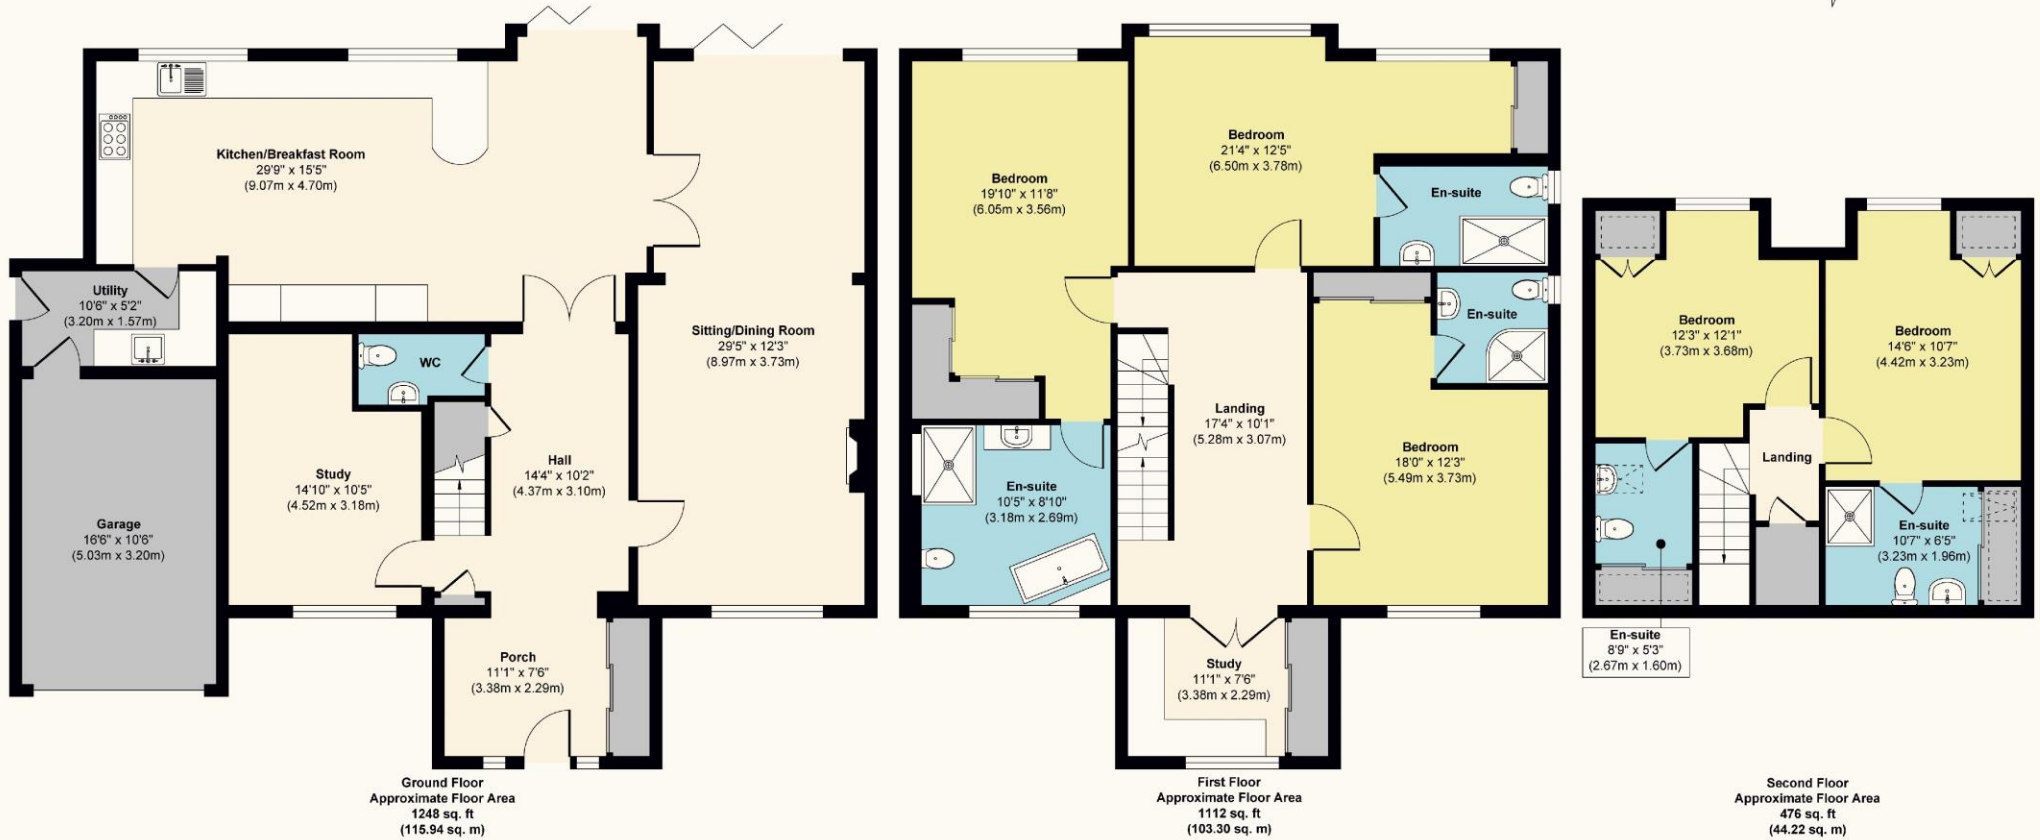 Kitchen/Breakfast Room
29'9" x 15'5"
(9.07m x 4.70m)
Utility
10'6" x 5'2"
(3.20m x 1.57m)
WC
Sitting/Dining Room
29'5" x 12'3"
(8.97m x 3.73m)
Study
14'10" x 10'5"
(4.52m x 3.18m)
Hall
14'4" x 10'2"
(4.37m x 3.10m)
Garage
16'6" x 10'6"
(5.03m x 3.20m)
Porch
11'1" x 7'6"
(3.38m x 2.29m)
Ground Floor
Approximate Floor Area
1248 sq. ft
(115.94 sq. m)
Bedroom
19'10" x 11'8"
(6.05m x 3.56m)
Bedroom
21'4" x 12'5"
(6.50m x 3.78m)
En-suite
En-suite
Landing
17'4" x 10'1"
(5.28m x 3.07m)
Bedroom
18'0" x 12'3"
(5.49m x 3.73m)
En-suite
10'5" x 8'10"
(3.18m x 2.69m)
Study
11'1" x 7'6"
(3.38m x 2.29m)
First Floor
Approximate Floor Area
1112 sq. ft
(103.30 sq. m)
Bedroom
12'3" x 12'1"
(3.73m x 3.68m)
Bedroom
14'6" x 10'7"
(4.42m x 3.23m)
Landing
En-suite
10'7" x 6'5"
(3.23m x 1.96m)
En-suite
8'9" x 5'3"
(2.67m x 1.60m)
Second Floor
Approximate Floor Area
476 sq. ft
(44.22 sq. m)